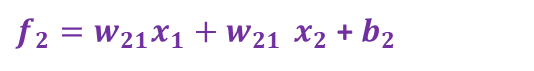 f₂ = w₂₁x₁ + w₂₁ x₂ + b₂